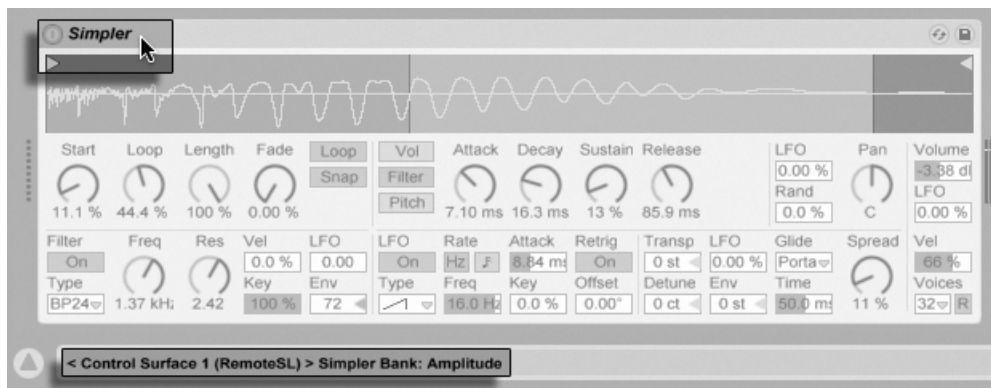 Simpler
Start Loop Length Fade Loop Vol Attack Decay Sustain Release LFO Pan Volume
Snap Filter 0.00 % -3.38 dB
Pitch Rand LFO
11.1 % 44.4 % 100 % 0.00 % 7.10 ms 16.3 ms 13 % 85.9 ms 0.0 % C 0.00 %
Filter Freq Res Vel LFO LFO Rate Attack Retrig Transp LFO Glide Spread Vel
On 0.0 % 0.00 On Hz 8.84 ms On 0 st 0.00 % Porta 66 %
Type Key Env Type Freq Key Offset Detune Env Time Voices
BP24 1.37 kHz 2.42 100 % 72 16.0 Hz 0.0 % 0.00° 0 ct 0 st 50.0 ms 11 % 32 R
< Control Surface 1 (RemoteSL) > Simpler Bank: Amplitude